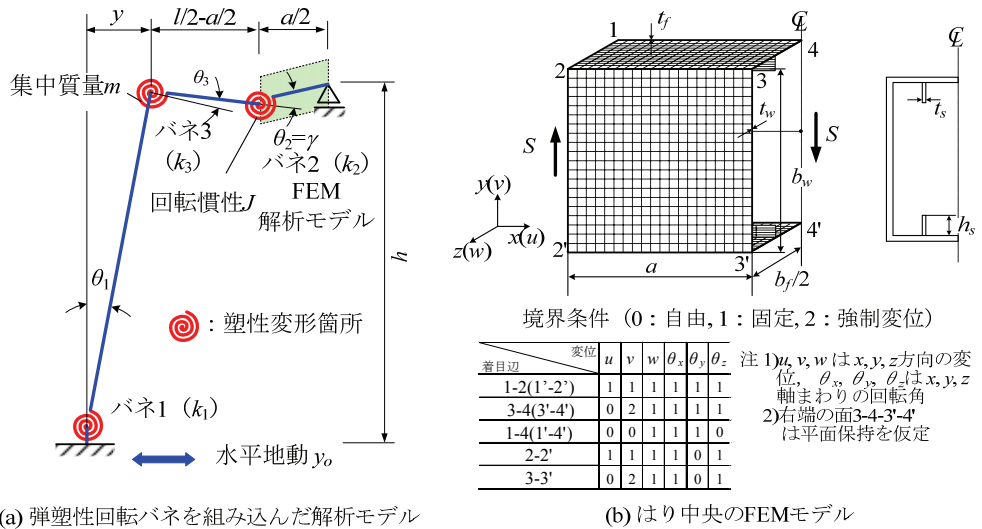 y
l/2-a/2
a/2
集中質量m
θ3
バネ3
(k3)
θ2=γ
バネ2 (k2)
FEM
解析モデル
回転慣性J
h
θ1
:塑性変形箇所
バネ1 (k1)
水平地動 yo
(a) 弾塑性回転バネを組み込んだ解析モデル
1
tf
℄
4
2
3
tw
S
S
bw
y(v)
x(u)
z(w)
2'
3'
4'
a
bf/2
℄
ts
hs
境界条件(0:自由, 1:固定, 2:強制変位)
変位
着目辺
u v w θx θy θz
1-2(1’-2’) 1 1 1 1 1 1
3-4(3'-4') 0 2 1 1 1 1
1-4(1'-4') 0 0 1 1 1 0
2-2' 1 1 1 1 0 1
3-3' 0 2 1 1 0 1
注 1)u, v, w は x, y, z方向の変
位, θx, θy, θzは x, y, z
軸まわりの回転角
2)右端の面3-4-3'-4'
は平面保持を仮定
(b) はり中央のFEMモデル